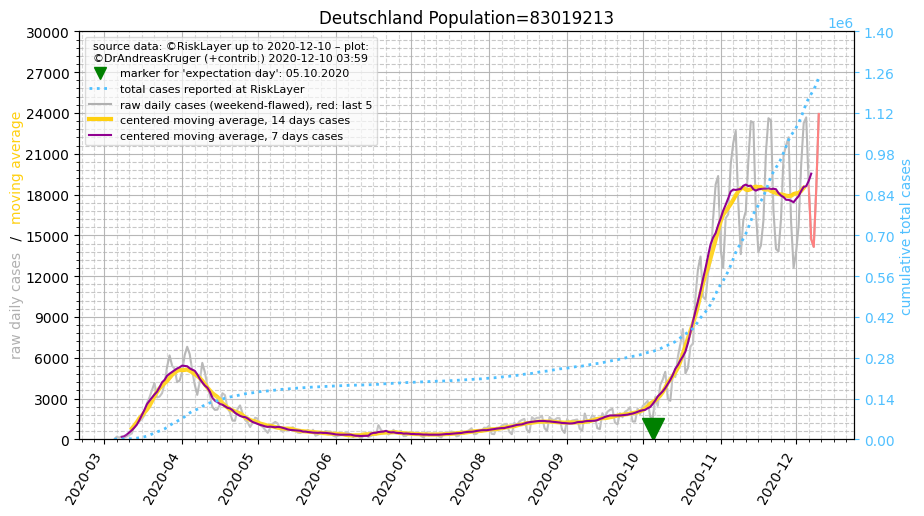 Deutschland Population=83019213
1e6
source data: ©RiskLayer up to 2020-12-10 – plot:
©DrAndreasKruger (+contrib.) 2020-12-10 03:59
marker for 'expectation day': 05.10.2020
total cases reported at RiskLayer
raw daily cases (weekend-flawed), red: last 5
centered moving average, 14 days cases
centered moving average, 7 days cases
30000
27000
24000
21000
18000
15000
12000
9000
6000
3000
0
raw daily cases / moving average
1.40
1.26
1.12
0.98
0.84
0.70
0.56
0.42
0.28
0.14
0.00
cumulative total cases
2020-03
2020-04
2020-05
2020-06
2020-07
2020-08
2020-09
2020-10
2020-11
2020-12